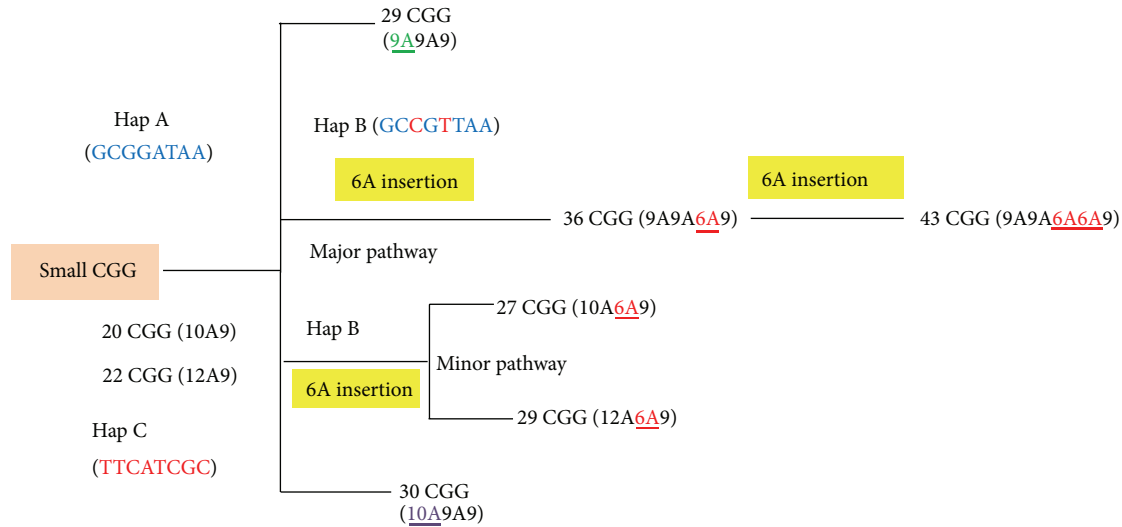 29 CGG
(9A9A9)
Hap A
(GCGGATAA)
Hap B (GCCGTTAA)
6A insertion
6A insertion
36 CGG (9A9A6A9)
43 CGG (9A9A6A6A9)
Major pathway
Small CGG
20 CGG (10A9)
22 CGG (12A9)
Hap B
27 CGG (10A6A9)
Minor pathway
6A insertion
29 CGG (12A6A9)
Hap C
(TTCATCGC)
30 CGG
(10A9A9)